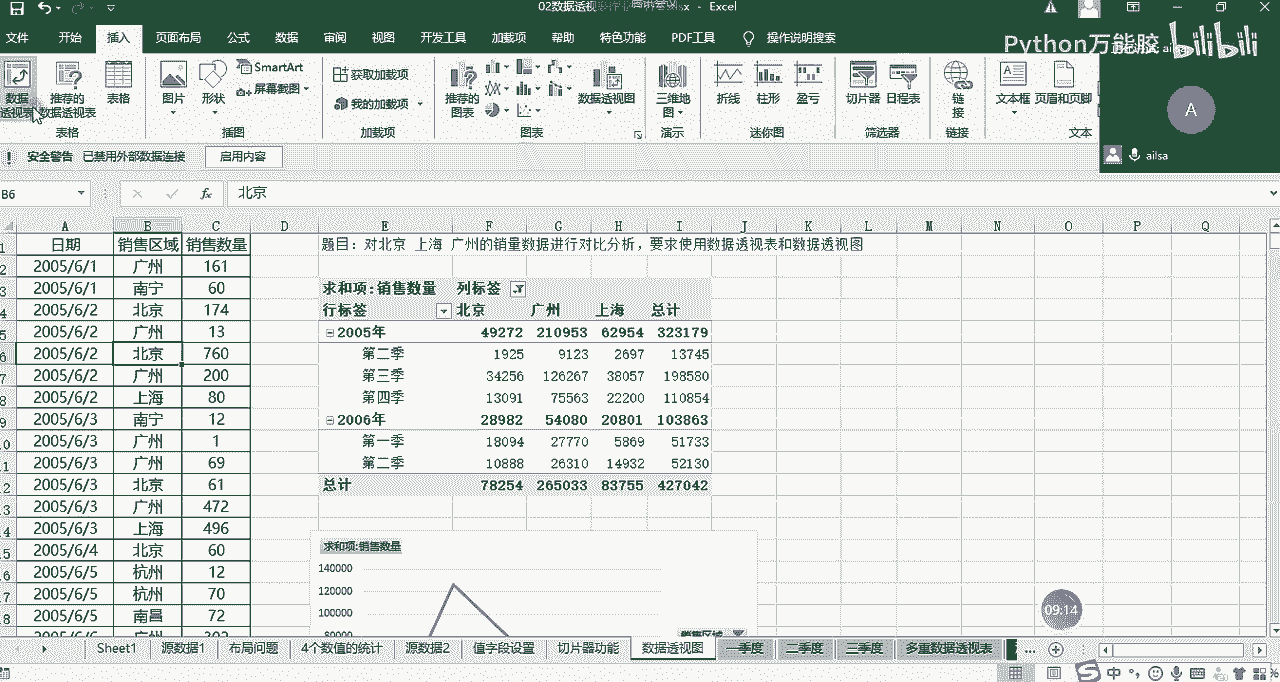 02数据透视
x - Excel
文件 开始 插入 页面布局 公式 数据 审阅 视图 开发工具 加载项 帮助 特色功能 PDF工具 操作说明搜索
Python万能胶 bilibili
数据透视表 推荐的数据透视表 表格 图片 形状 SmartArt 屏幕截图 获取加载项 我的加载项 推荐的图表 数据透视图 三维地图 折线 柱形 盈亏 切片器 日程表 链接 文本框 页眉和页脚
表格 插图 加载项 图表 演示 迷你图 筛选器 链接 文本
A
ailsa
! 安全警告 已禁用外部数据连接 启用内容
B6 fx 北京
A B C D E F G H I J K L M N O P Q
1 日期 销售区域 销售数量 题目：对北京 上海 广州的销量数据进行对比分析，要求使用数据透视表和数据透视图
2 2005/6/1 广州 161
3 2005/6/1 南宁 60 求和项:销售数量 列标签
4 2005/6/2 北京 174 行标签 北京 广州 上海 总计
5 2005/6/2 广州 13 2005年 49272 210953 62954 323179
6 2005/6/2 北京 760 第二季 1925 9123 2697 13745
7 2005/6/2 广州 200 第三季 34256 126267 38057 198580
8 2005/6/2 上海 80 第四季 13091 75563 22200 110854
9 2005/6/3 南宁 12 2006年 28982 54080 20801 103863
0 2005/6/3 广州 1 第一季 18094 27770 5869 51733
1 2005/6/3 广州 69 第二季 10888 26310 14932 52130
2 2005/6/3 北京 61 总计 78254 265033 83755 427042
3 2005/6/3 广州 472
4 2005/6/3 上海 496
5 2005/6/4 北京 60 求和项:销售数量
6 2005/6/5 杭州 12 140000
7 2005/6/5 杭州 70 120000
8 2005/6/5 南昌 72 100000
09:14
80000 销售区域
Sheet1 源数据1 布局问题 4个数值的统计 源数据2 值字段设置 切片器功能 数据透视图 一季度 二季度 三季度 多重数据透视表 ...
中